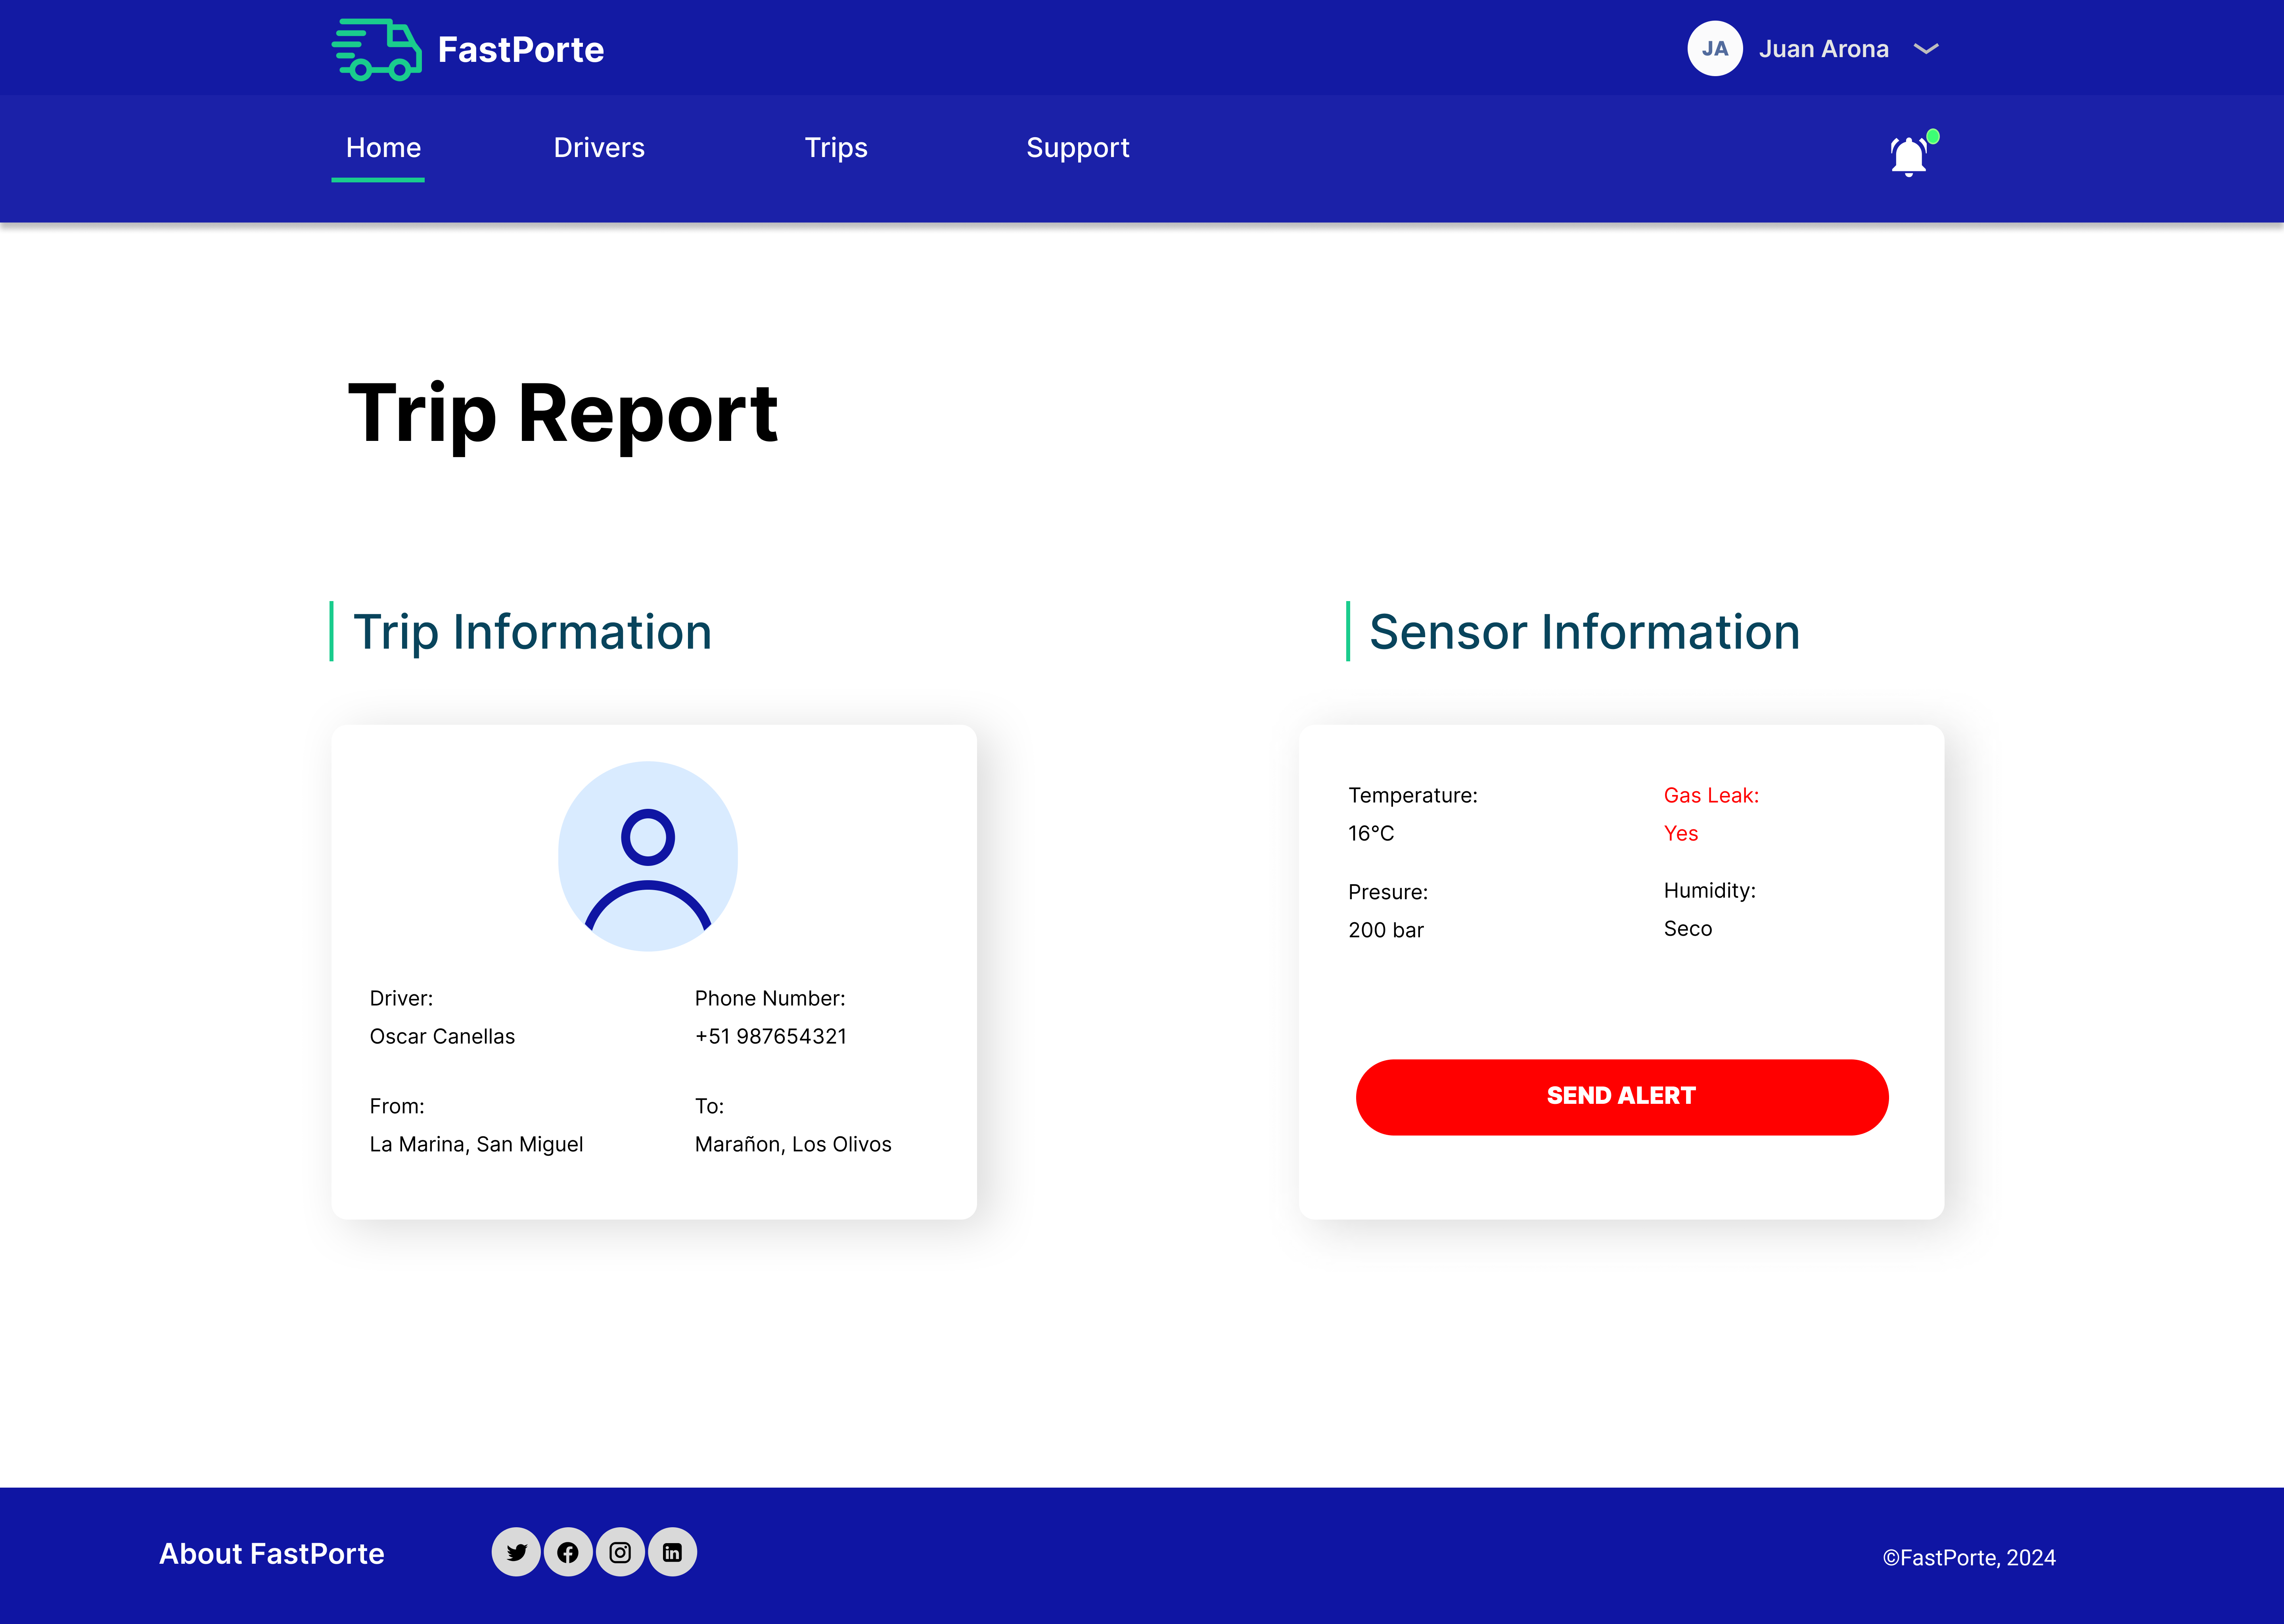 FastPorte
JA Juan Arona
Home Drivers Trips Support
Trip Report
Trip Information
Driver:
Oscar Canellas
Phone Number:
+51 987654321
From:
La Marina, San Miguel
To:
Marañon, Los Olivos
Sensor Information
Temperature:
16°C
Gas Leak:
Yes
Presure:
200 bar
Humidity:
Seco
SEND ALERT
About FastPorte
©FastPorte, 2024